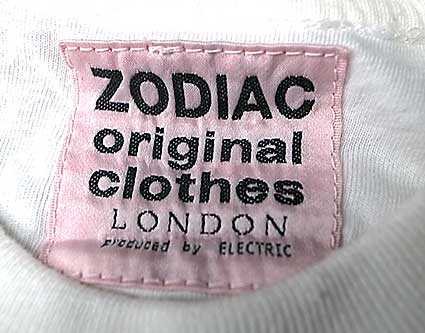 ZODIAC
original
clothes
LONDON
produced by ELECTRIC